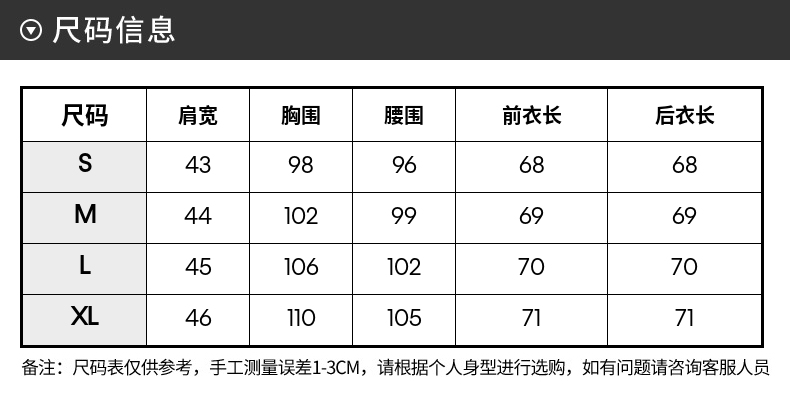 尺码信息
尺码 肩宽 胸围 腰围 前衣长 后衣长
S 43 98 96 68 68
M 44 102 99 69 69
L 45 106 102 70 70
XL 46 110 105 71 71
备注：尺码表仅供参考，手工测量误差1-3CM，请根据个人身型进行选购，如有问题请咨询客服人员